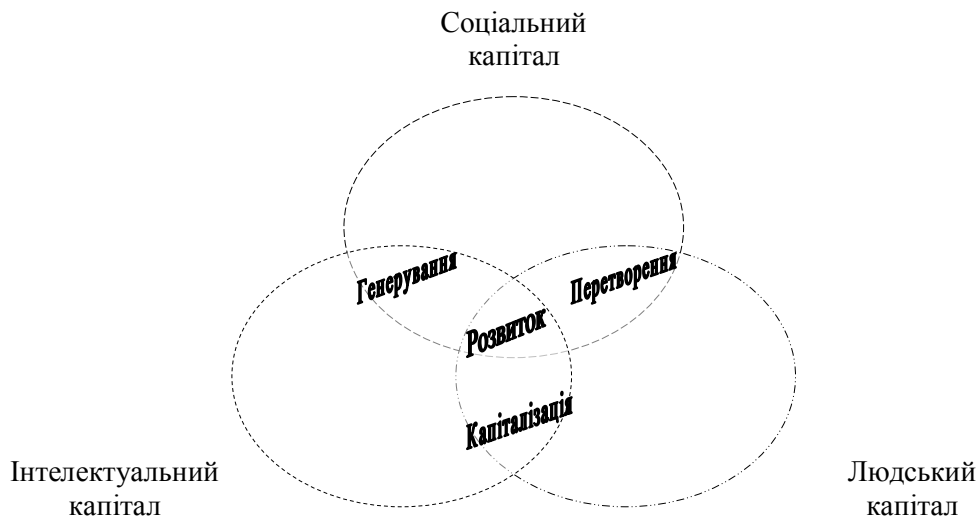 Соціальний
капітал
Генерування
Перетворення
Розвиток
Капіталізація
Інтелектуальний
капітал
Людський
капітал